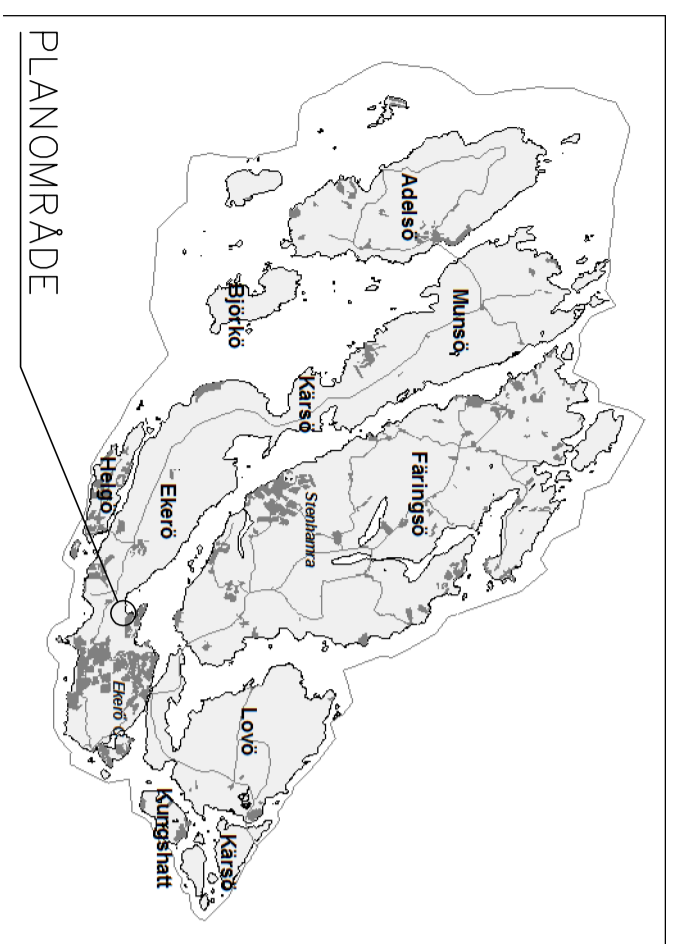 Adelsö
Munsö
Björkö
Kärsö
Färingsö
Stenhamra
Helgö
Ekerö
Ekerö
Lovö
Kärsö
Kungshatt
PLANOMRÅDE